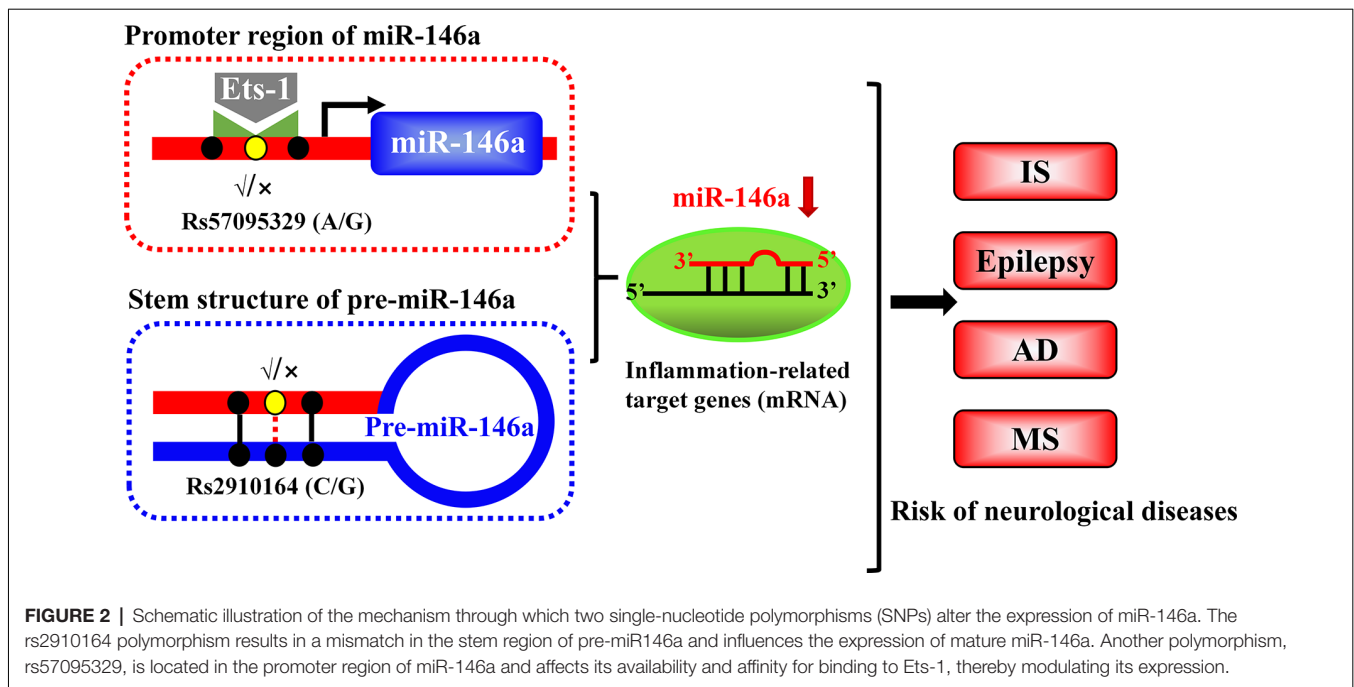 Promoter region of miR-146a
Ets-1
miR-146a
√/×
Rs57095329 (A/G)
Stem structure of pre-miR-146a
√/×
Pre-miR-146a
Rs2910164 (C/G)
miR-146a
3’ 5’
5’ 3’
Inflammation-related
target genes (mRNA)
IS
Epilepsy
AD
MS
Risk of neurological diseases
FIGURE 2 | Schematic illustration of the mechanism through which two single-nucleotide polymorphisms (SNPs) alter the expression of miR-146a. The
rs2910164 polymorphism results in a mismatch in the stem region of pre-miR146a and influences the expression of mature miR-146a. Another polymorphism,
rs57095329, is located in the promoter region of miR-146a and affects its availability and affinity for binding to Ets-1, thereby modulating its expression.